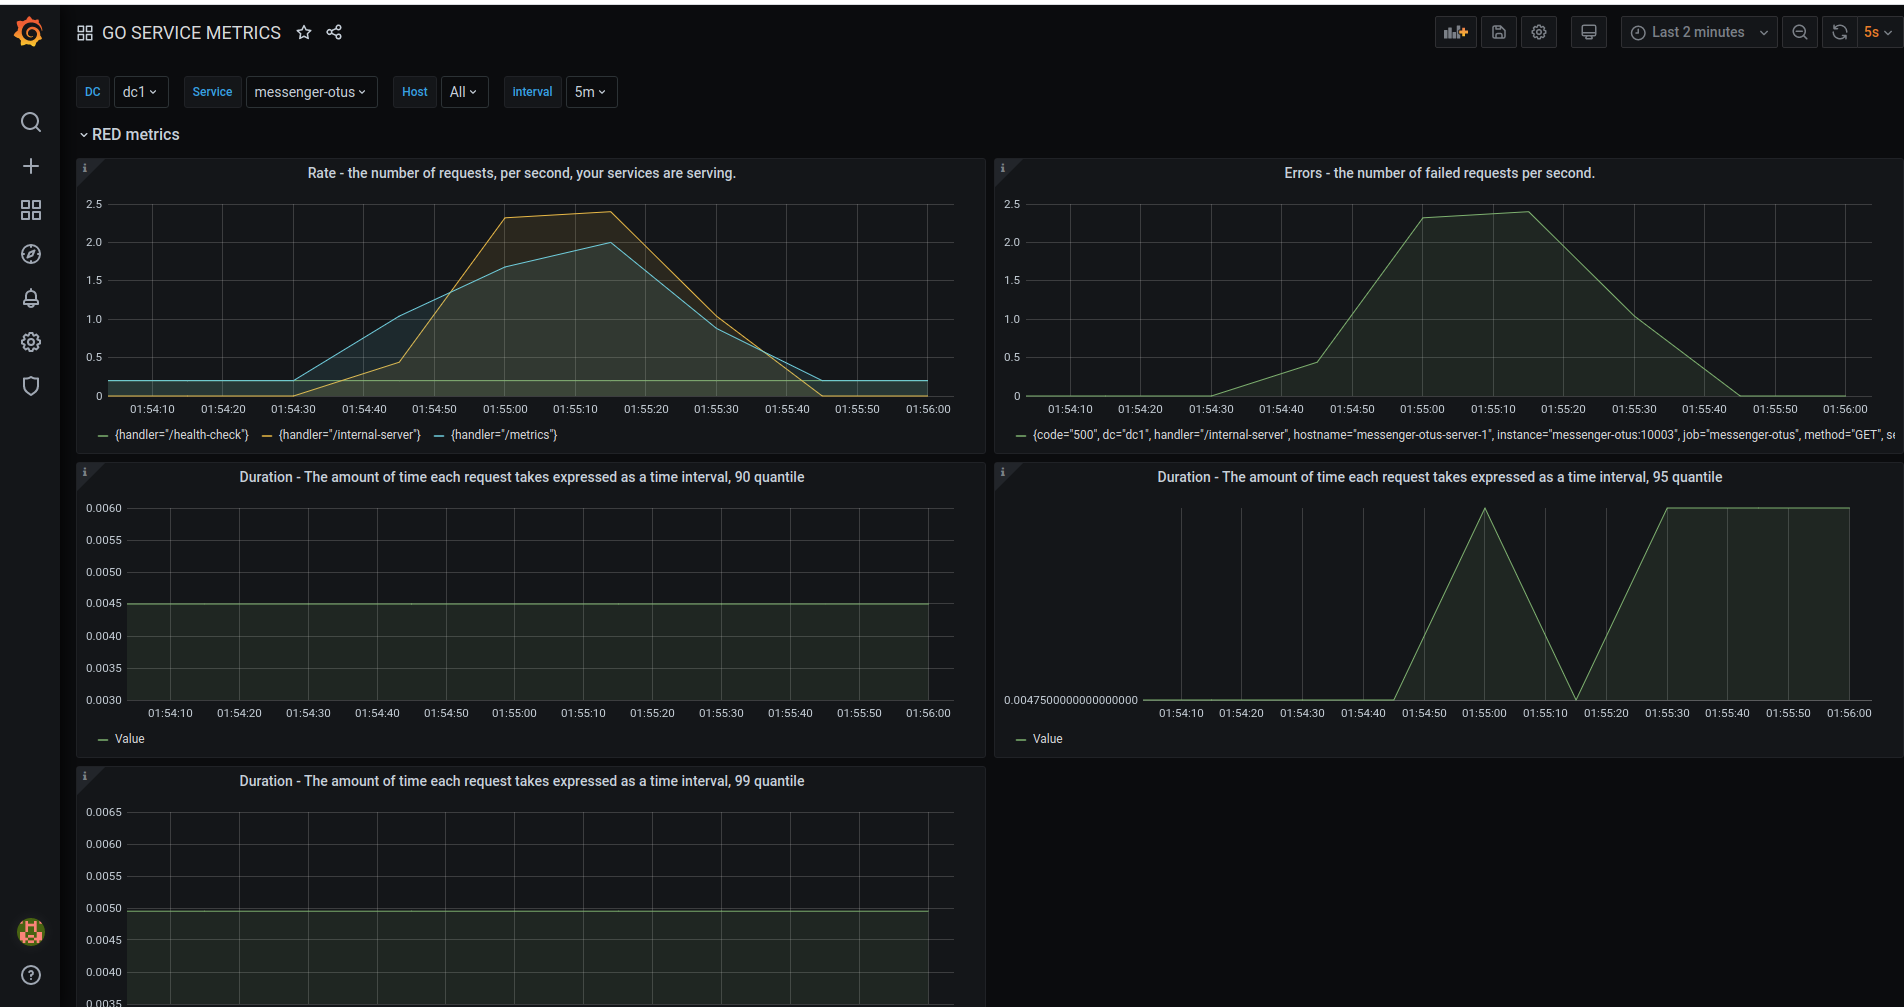 GO SERVICE METRICS
Last 2 minutes
5s
DC dc1 Service messenger-otus Host All interval 5m
RED metrics
Rate - the number of requests, per second, your services are serving.
2.5
2.0
1.5
1.0
0.5
0
01:54:10 01:54:20 01:54:30 01:54:40 01:54:50 01:55:00 01:55:10 01:55:20 01:55:30 01:55:40 01:55:50 01:56:00
{handler="/health-check"} {handler="/internal-server"} {handler="/metrics"}
Errors - the number of failed requests per second.
2.5
2.0
1.5
1.0
0.5
0
01:54:10 01:54:20 01:54:30 01:54:40 01:54:50 01:55:00 01:55:10 01:55:20 01:55:30 01:55:40 01:55:50 01:56:00
{code="500", dc="dc1", handler="/internal-server", hostname="messenger-otus-server-1", instance="messenger-otus:10003", job="messenger-otus", method="GET", se
Duration - The amount of time each request takes expressed as a time interval, 90 quantile
0.0060
0.0055
0.0050
0.0045
0.0040
0.0035
0.0030
01:54:10 01:54:20 01:54:30 01:54:40 01:54:50 01:55:00 01:55:10 01:55:20 01:55:30 01:55:40 01:55:50 01:56:00
Value
Duration - The amount of time each request takes expressed as a time interval, 95 quantile
0.0047500000000000000
01:54:10 01:54:20 01:54:30 01:54:40 01:54:50 01:55:00 01:55:10 01:55:20 01:55:30 01:55:40 01:55:50 01:56:00
Value
Duration - The amount of time each request takes expressed as a time interval, 99 quantile
0.0065
0.0060
0.0055
0.0050
0.0045
0.0040
0.0035